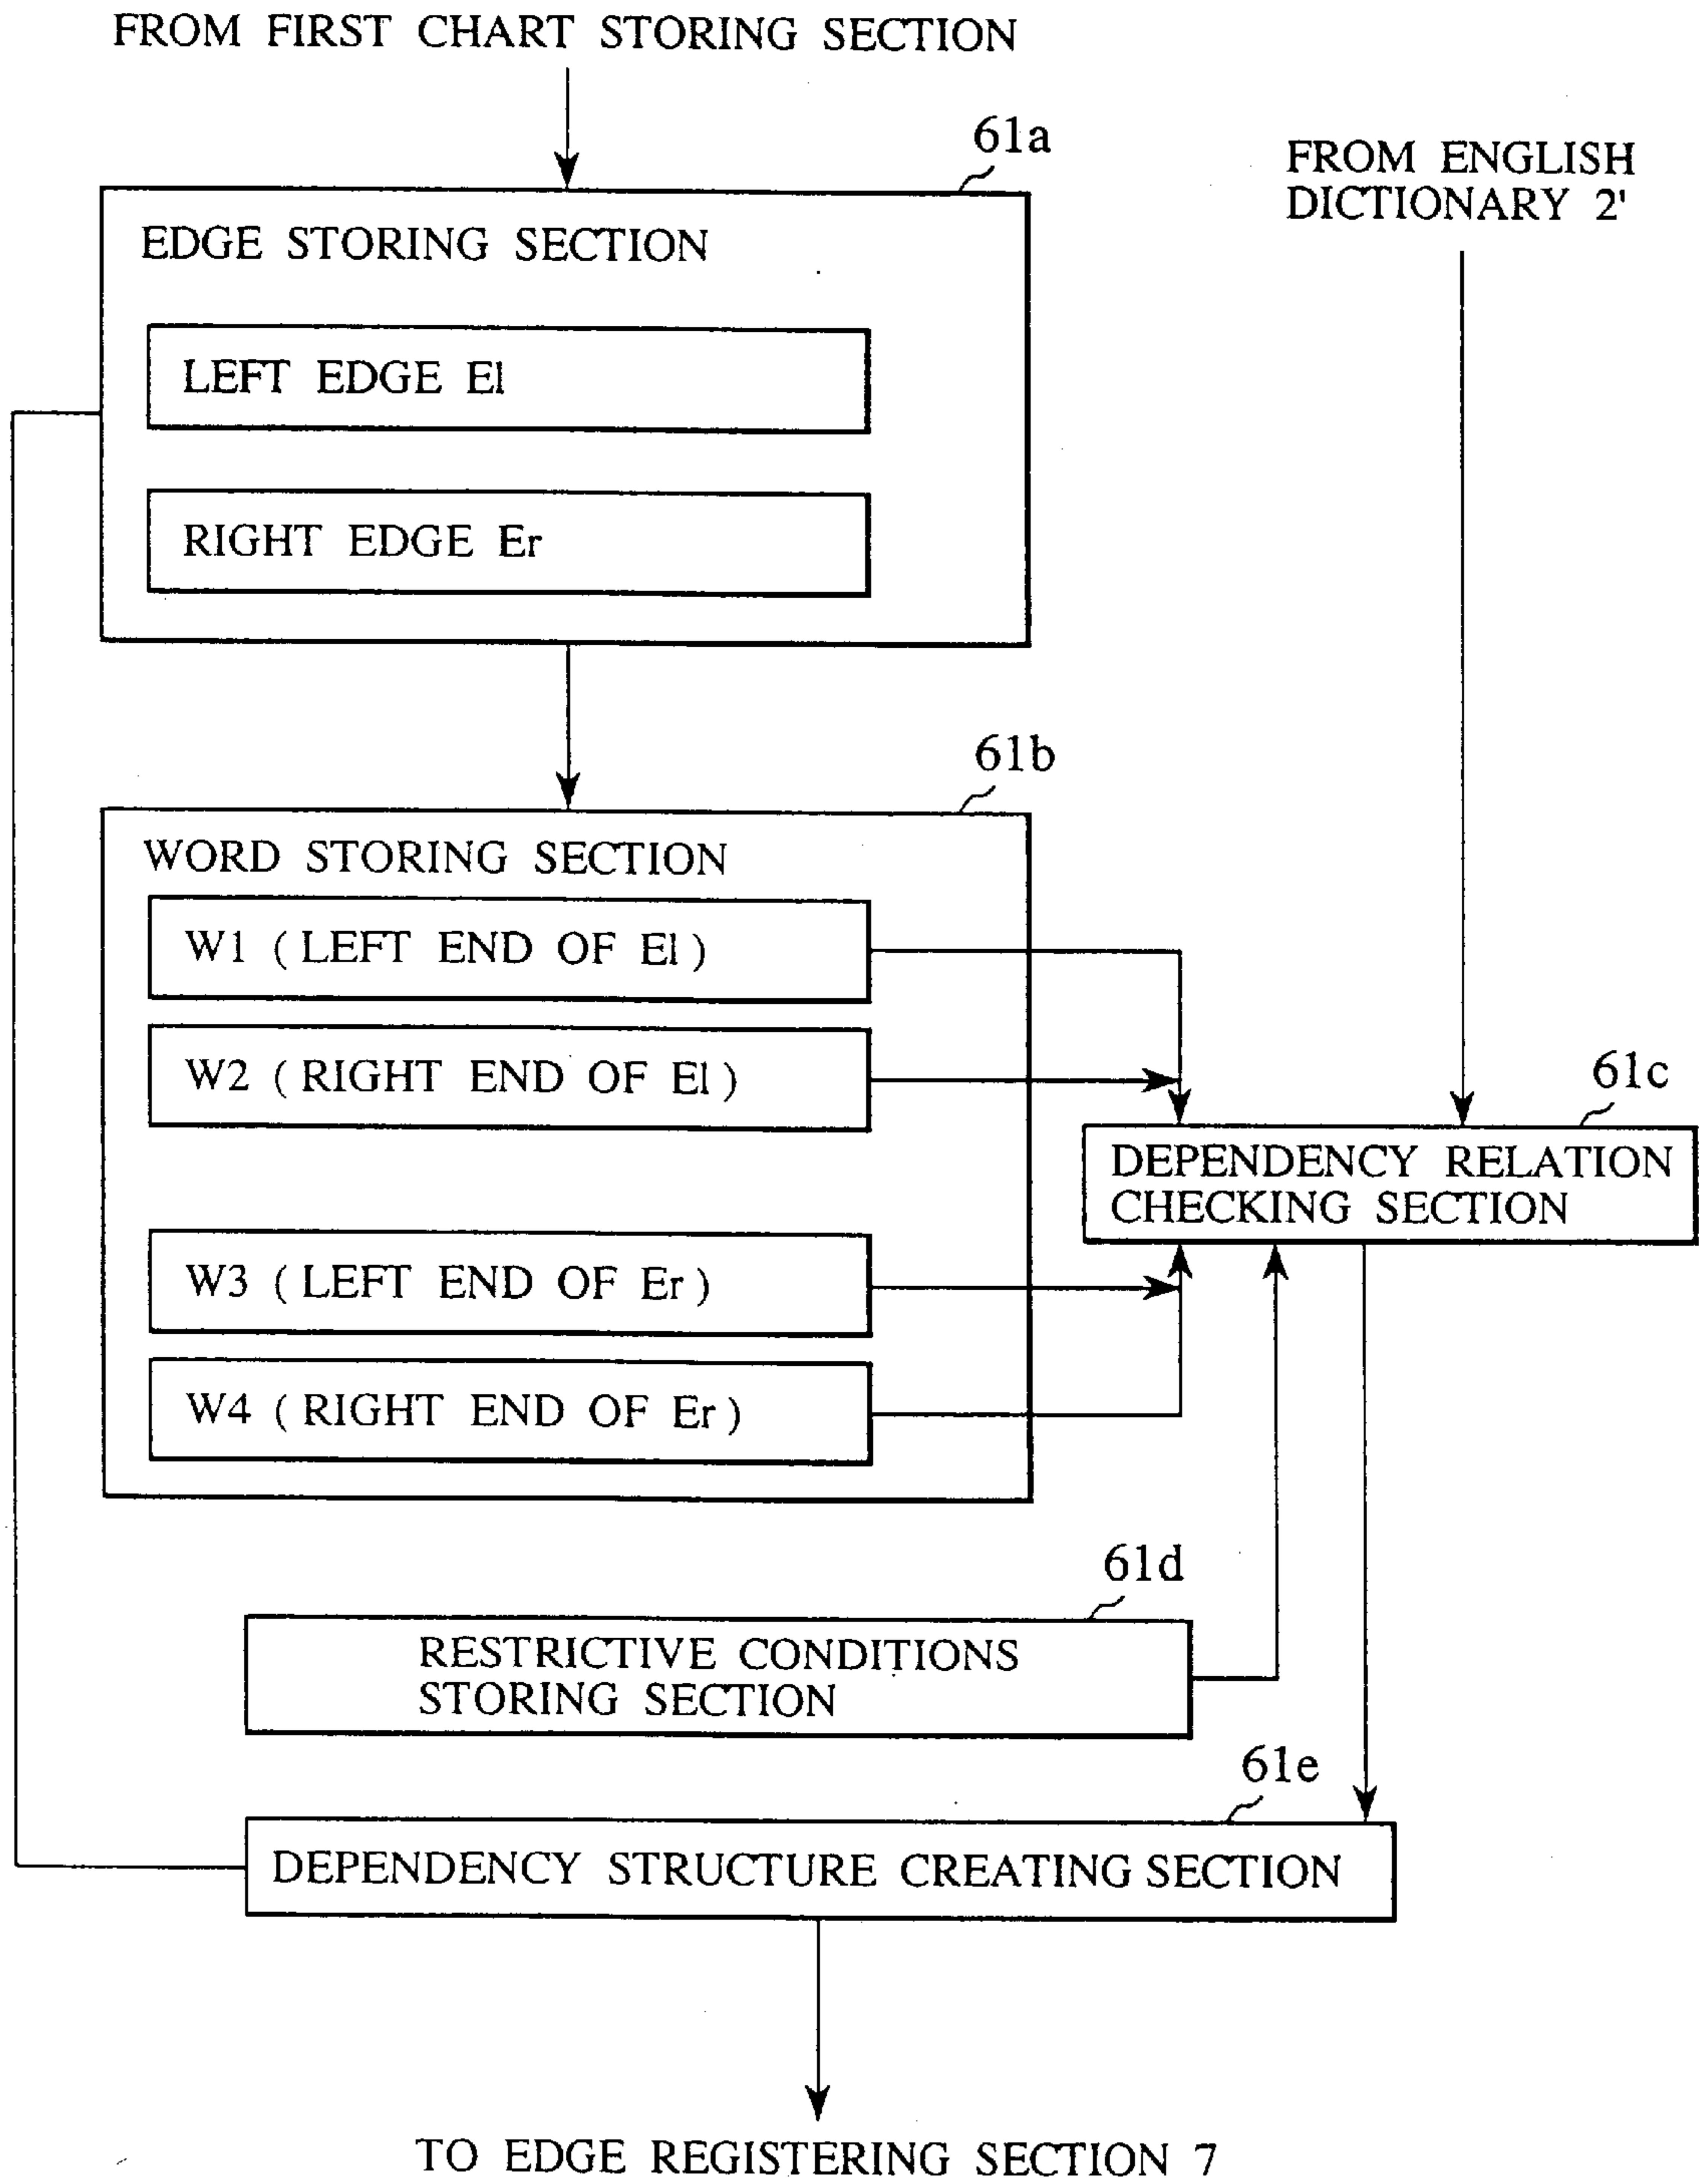 FROM FIRST CHART STORING SECTION
61a
FROM ENGLISH
DICTIONARY 2'
EDGE STORING SECTION
LEFT EDGE El
RIGHT EDGE Er
61b
WORD STORING SECTION
W1 ( LEFT END OF El )
W2 ( RIGHT END OF El )
61c
DEPENDENCY RELATION
CHECKING SECTION
W3 ( LEFT END OF Er )
W4 ( RIGHT END OF Er )
61d
RESTRICTIVE CONDITIONS
STORING SECTION
61e
DEPENDENCY STRUCTURE CREATING SECTION
TO EDGE REGISTERING SECTION 7